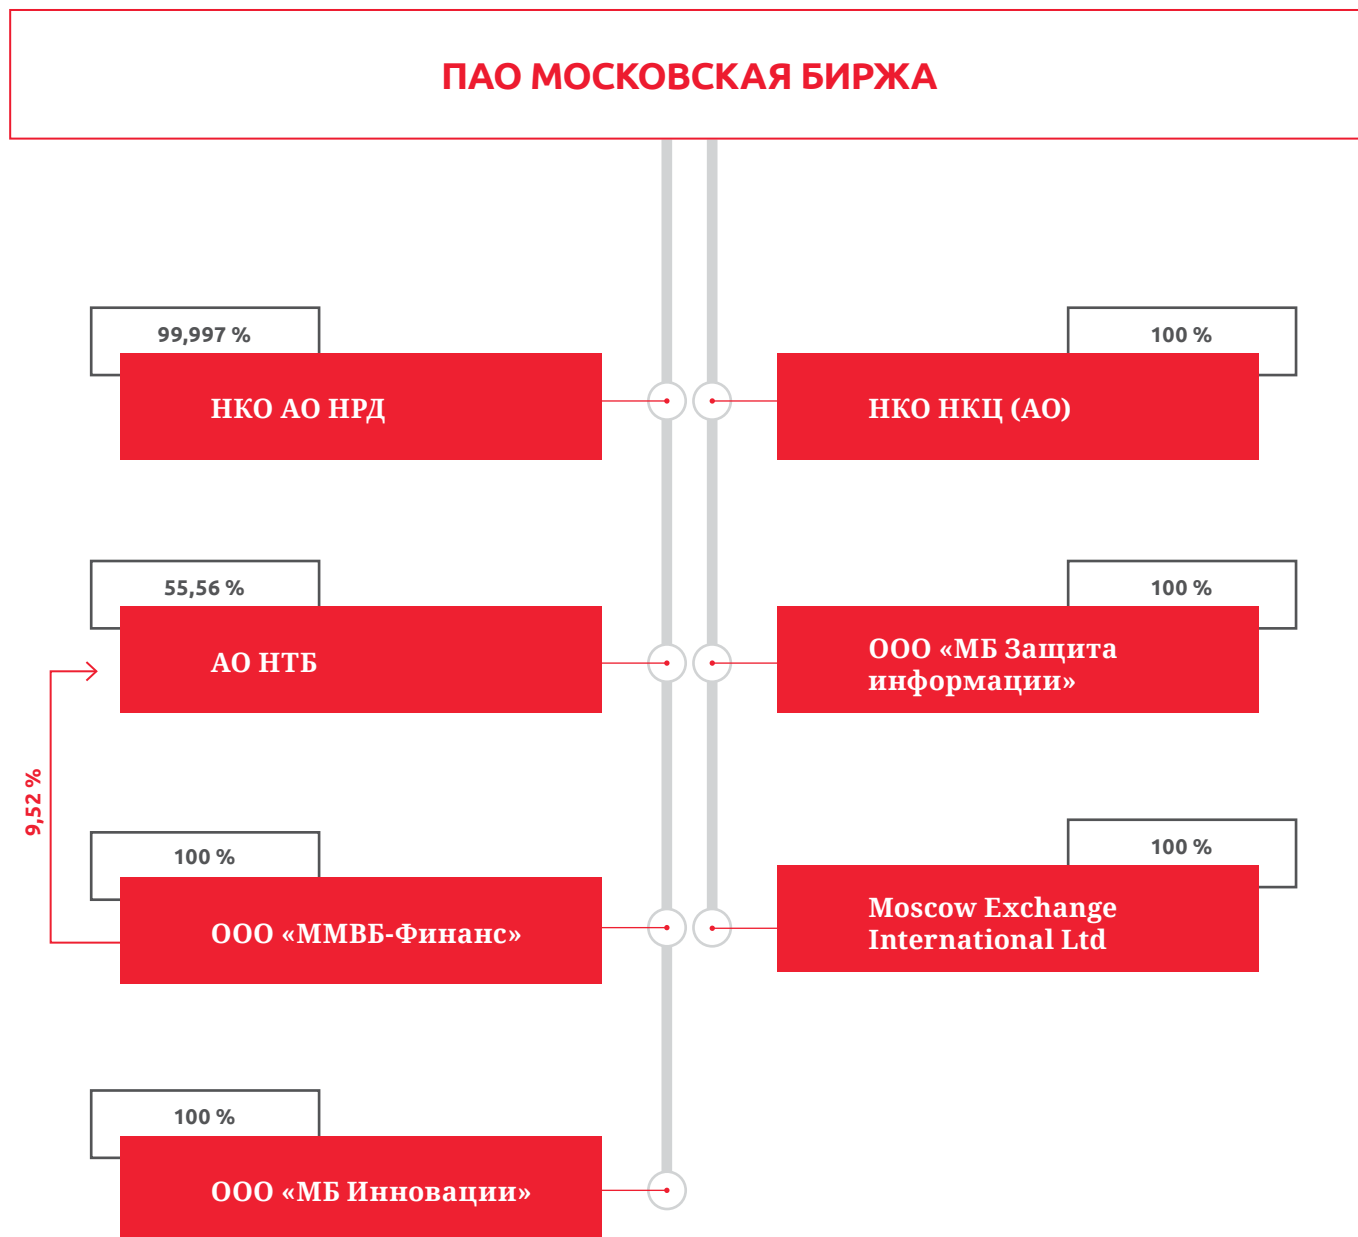 ПАО МОСКОВСКАЯ БИРЖА
99,997 %
НКО АО НРД
100 %
НКО НКЦ (АО)
55,56 %
АО НТБ
100 %
ООО «МБ Защита
информации»
9,52 %
100 %
ООО «ММВБ-Финанс»
100 %
Moscow Exchange
International Ltd
100 %
ООО «МБ Инновации»